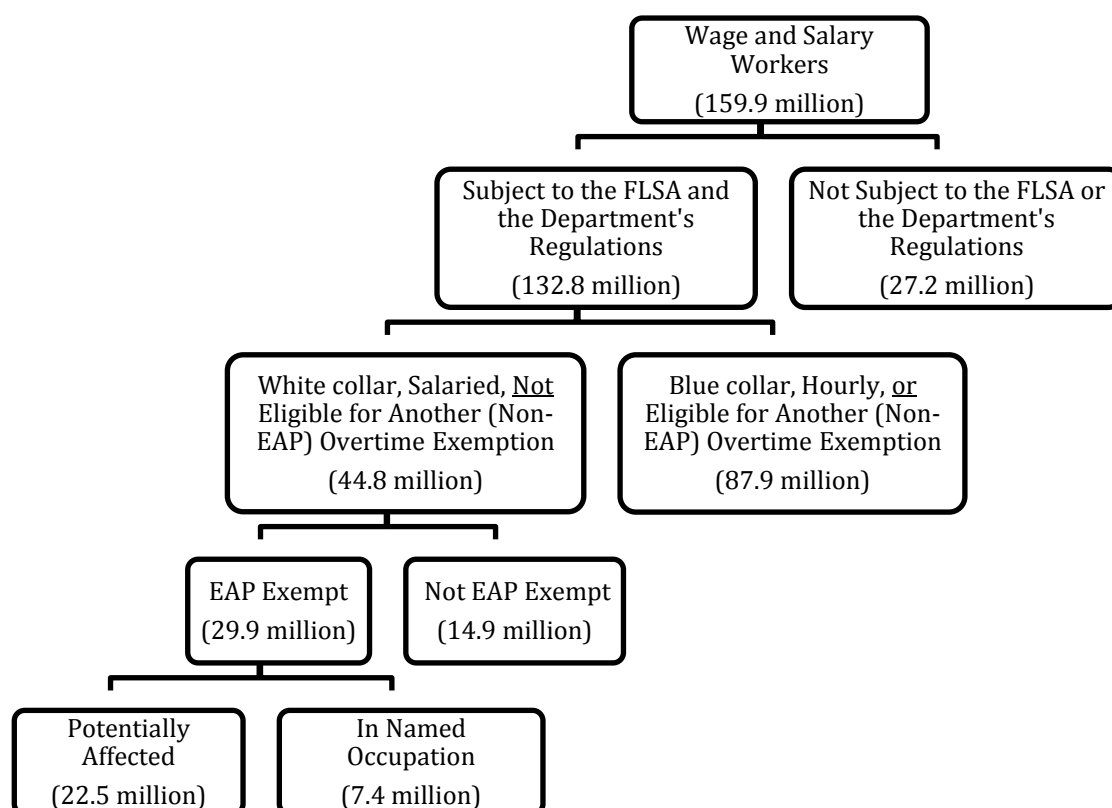 Wage and Salary
Workers
(159.9 million)
Subject to the FLSA and
the Department's
Regulations
(132.8 million)
Not Subject to the FLSA or
the Department's
Regulations
(27.2 million)
White collar, Salaried, Not
Eligible for Another (Non-
EAP) Overtime Exemption
(44.8 million)
Blue collar, Hourly, or
Eligible for Another (Non-
EAP) Overtime Exemption
(87.9 million)
EAP Exempt
(29.9 million)
Not EAP Exempt
(14.9 million)
Potentially
Affected
(22.5 million)
In Named
Occupation
(7.4 million)